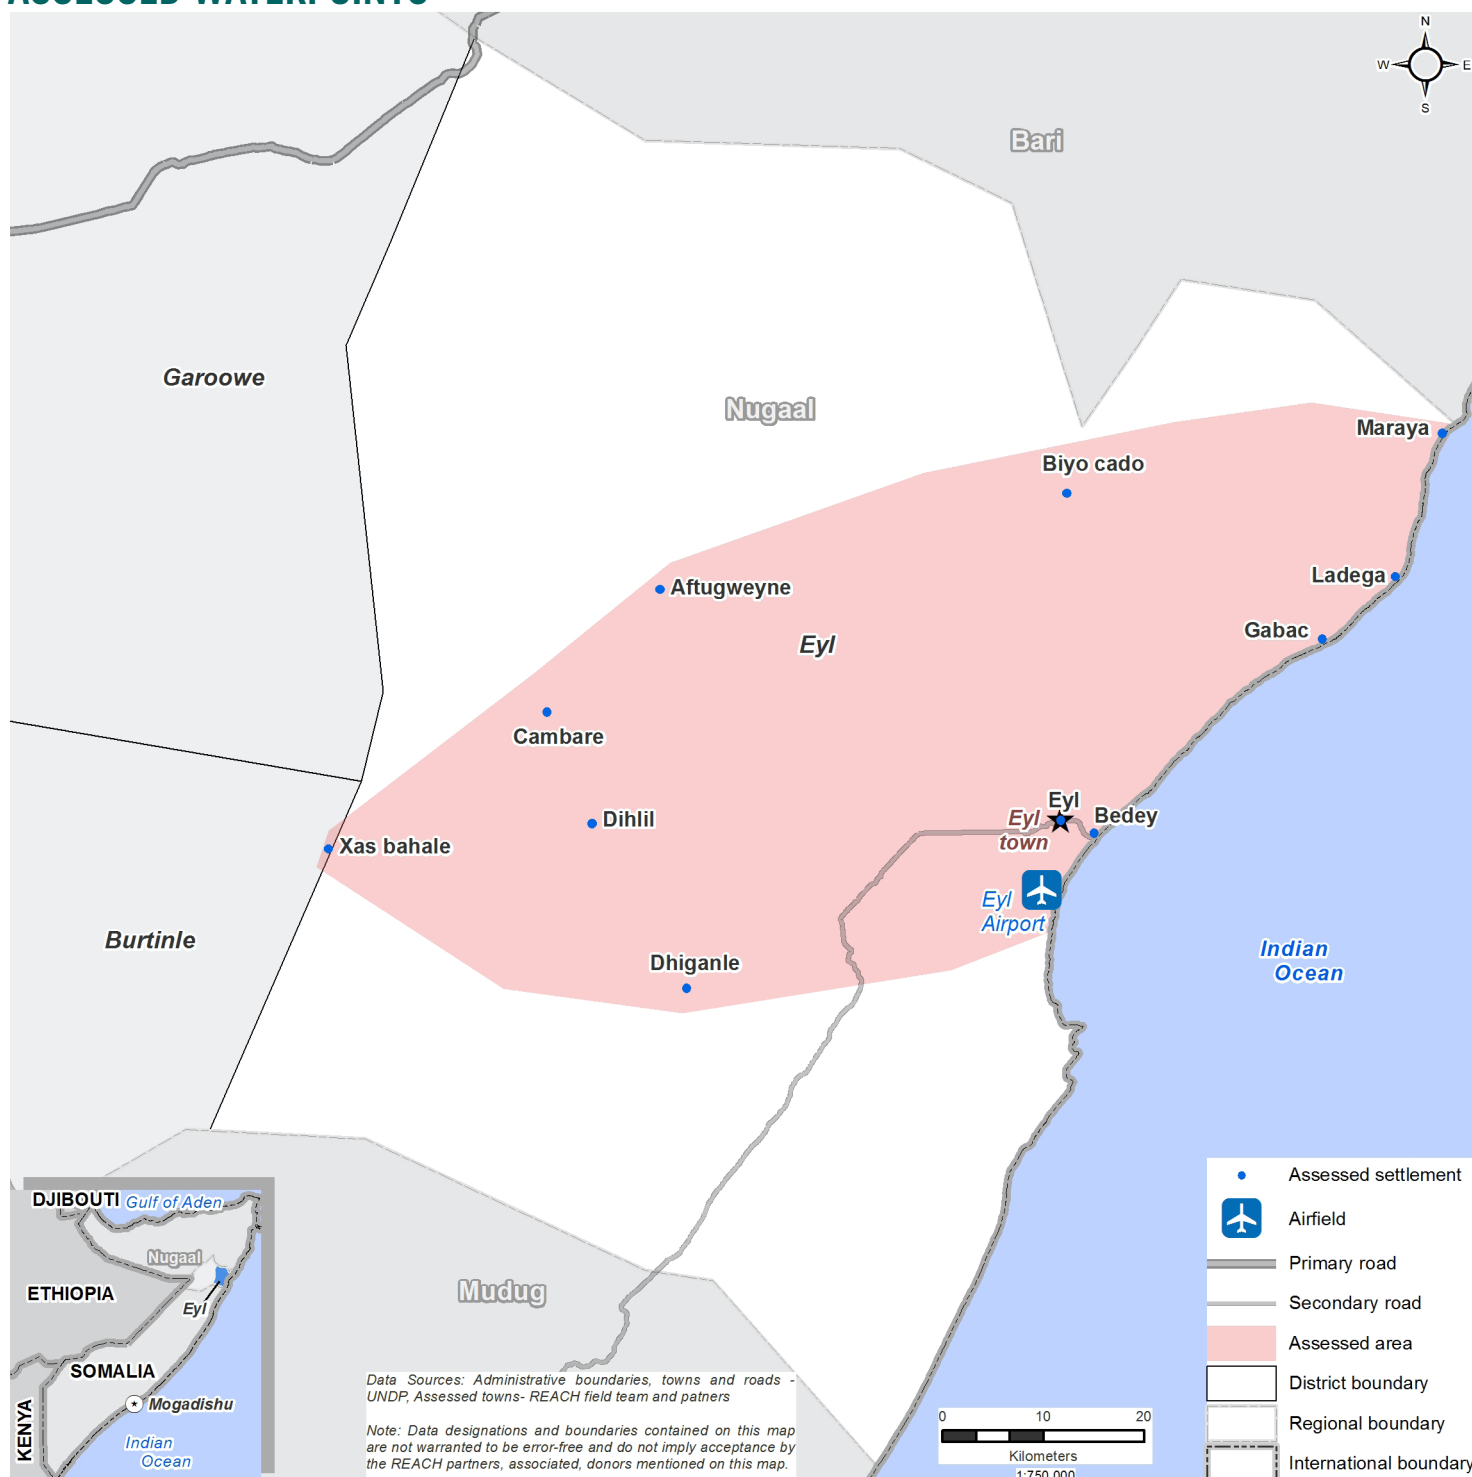 ASSESSED WATERPOINTS
N
W
E
S
Bari
Garoowe
Nugaal
Maraya
Biyo cado
Ladega
Aftugweyne
Gabac
Eyl
Cambare
Eyl
Dihlil
Eyl
town
Bedey
Xas bahale
Eyl
Airport
Burtinle
Indian
Ocean
Dhiganle
Mudug
DJIBOUTI
Gulf of Aden
Nugaal
ETHIOPIA
Eyl
SOMALIA
Mogadishu
KENYA
Indian
Ocean
Data Sources: Administrative boundaries, towns and roads -
UNDP, Assessed towns- REACH field team and patners
Note: Data designations and boundaries contained on this map
are not warranted to be error-free and do not imply acceptance by
the REACH partners, associated, donors mentioned on this map.
0 10 20
Kilometers
1:750,000
Assessed settlement
Airfield
Primary road
Secondary road
Assessed area
District boundary
Regional boundary
International boundary